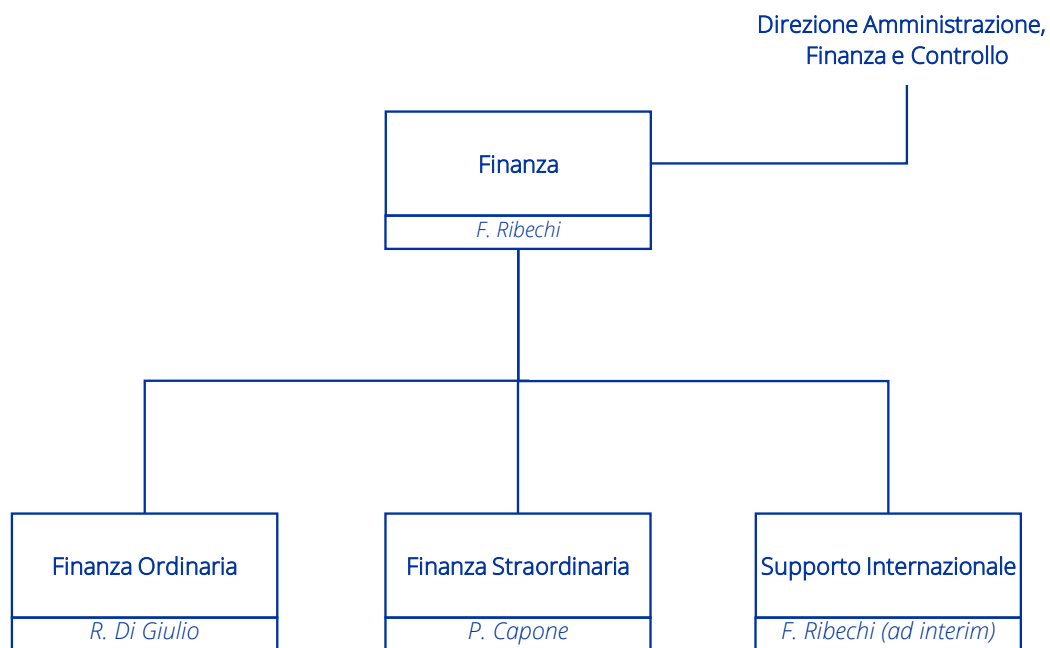 Direzione Amministrazione,
Finanza e Controllo
Finanza
F. Ribechi
Finanza Ordinaria
R. Di Giulio
Finanza Straordinaria
P. Capone
Supporto Internazionale
F. Ribechi (ad interim)